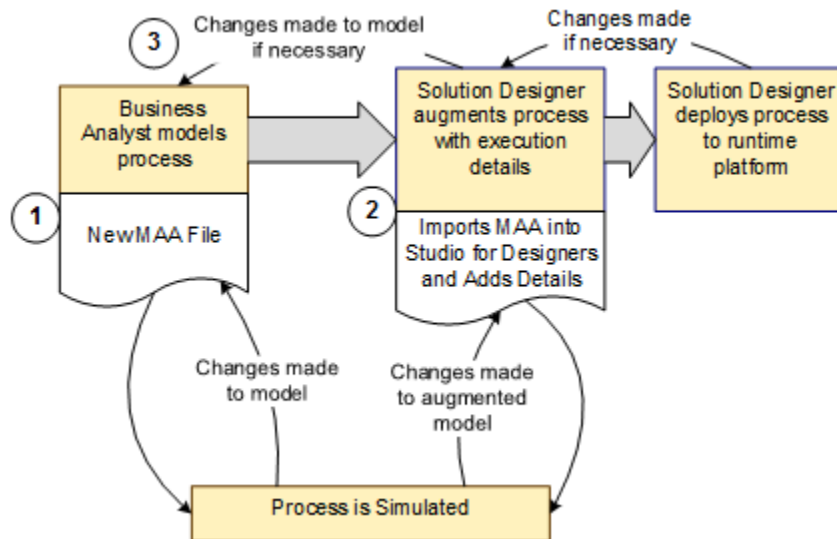 3
Changes made to model
if necessary
Changes made
if necessary
Business
Analyst models
process
Solution Designer
augments process
with execution
details
Solution Designer
deploys process
to runtime
platform
1
New MAA File
2
Imports MAA into
Studio for Designers
and Adds Details
Changes made
to model
Changes made
to augmented
model
Process is Simulated